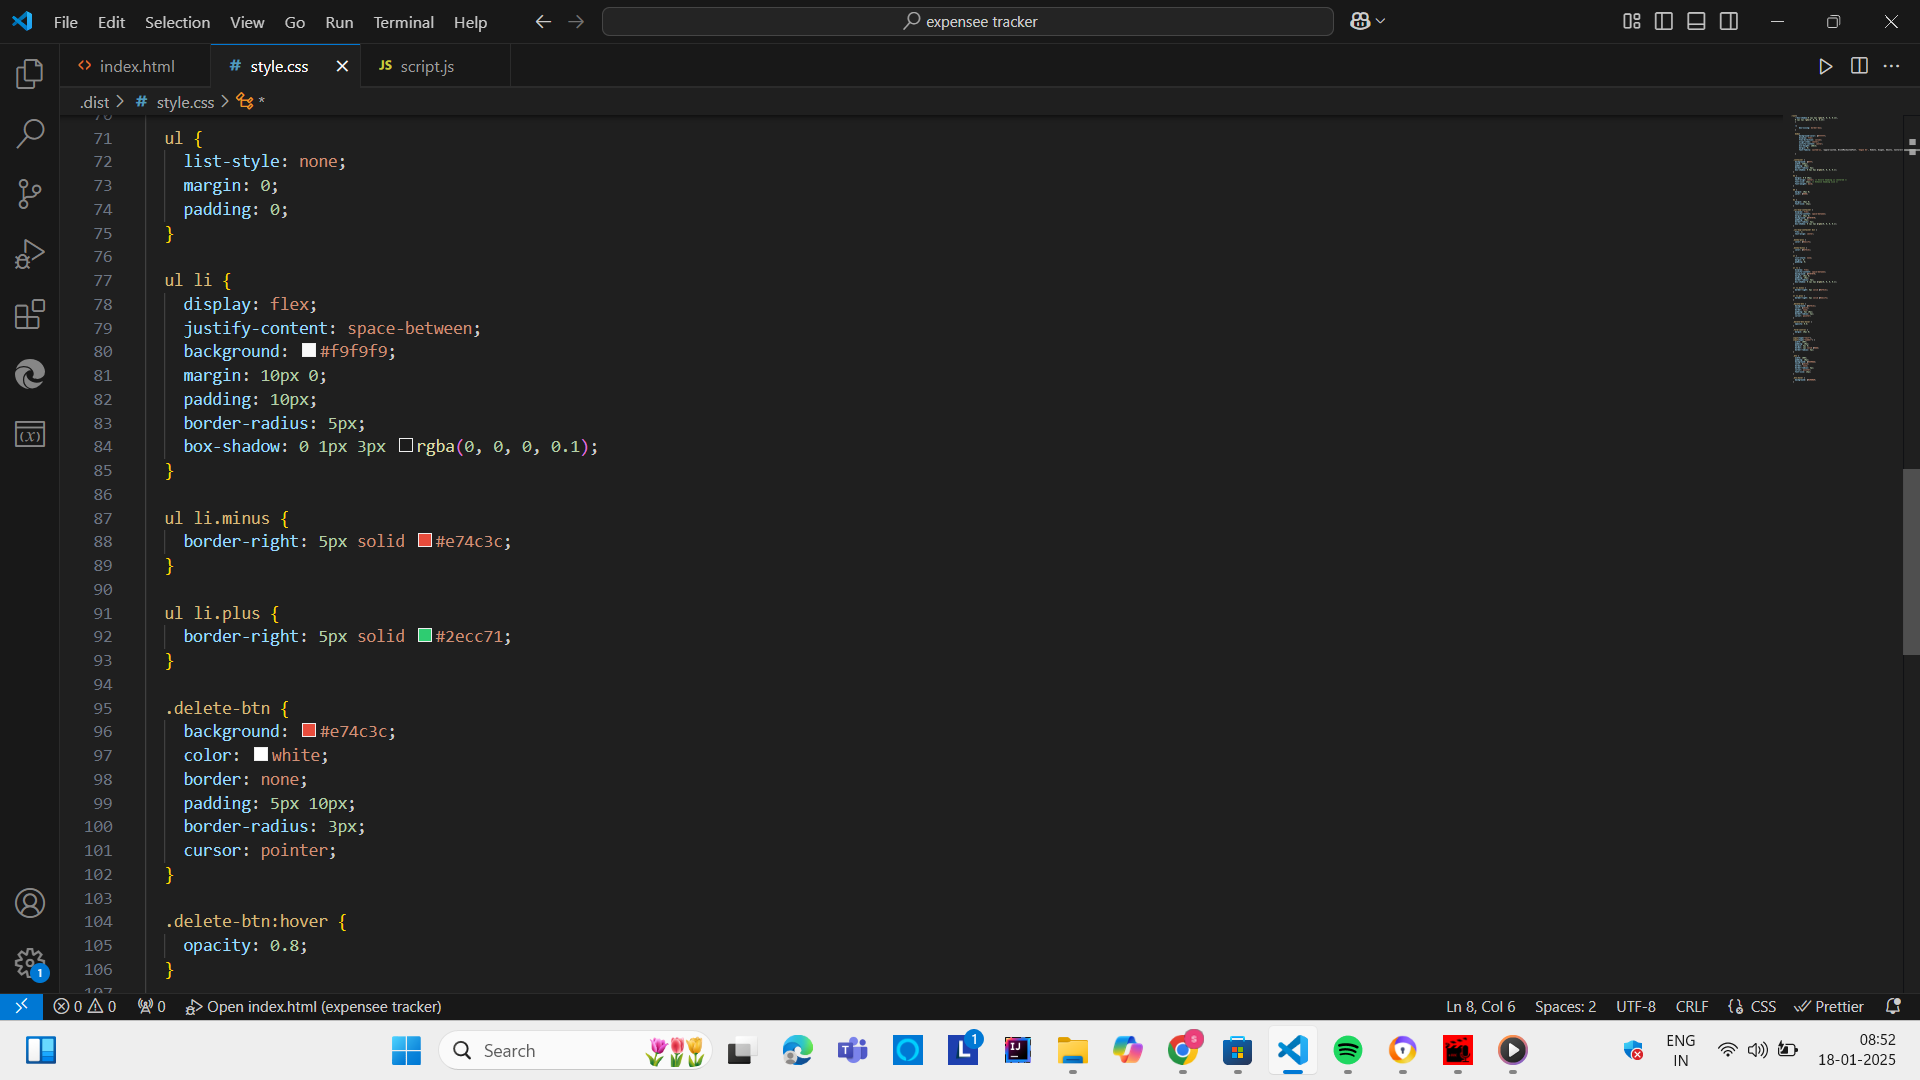 File Edit Selection View Go Run Terminal Help
expensee tracker
index.html
# style.css
JS script.js
.dist > # style.css > *
71 ul {
72 list-style: none;
73 margin: 0;
74 padding: 0;
75 }
76
77 ul li {
78 display: flex;
79 justify-content: space-between;
80 background: #f9f9f9;
81 margin: 10px 0;
82 padding: 10px;
83 border-radius: 5px;
84 box-shadow: 0 1px 3px rgba(0, 0, 0, 0.1);
85 }
86
87 ul li.minus {
88 border-right: 5px solid #e74c3c;
89 }
90
91 ul li.plus {
92 border-right: 5px solid #2ecc71;
93 }
94
95 .delete-btn {
96 background: #e74c3c;
97 color: white;
98 border: none;
99 padding: 5px 10px;
100 border-radius: 3px;
101 cursor: pointer;
102 }
103
104 .delete-btn:hover {
105 opacity: 0.8;
106 }
1
0 0 0 Open index.html (expensee tracker) Ln 8, Col 6 Spaces: 2 UTF-8 CRLF CSS Prettier
Search
1
ENG
IN
08:52
18-01-2025